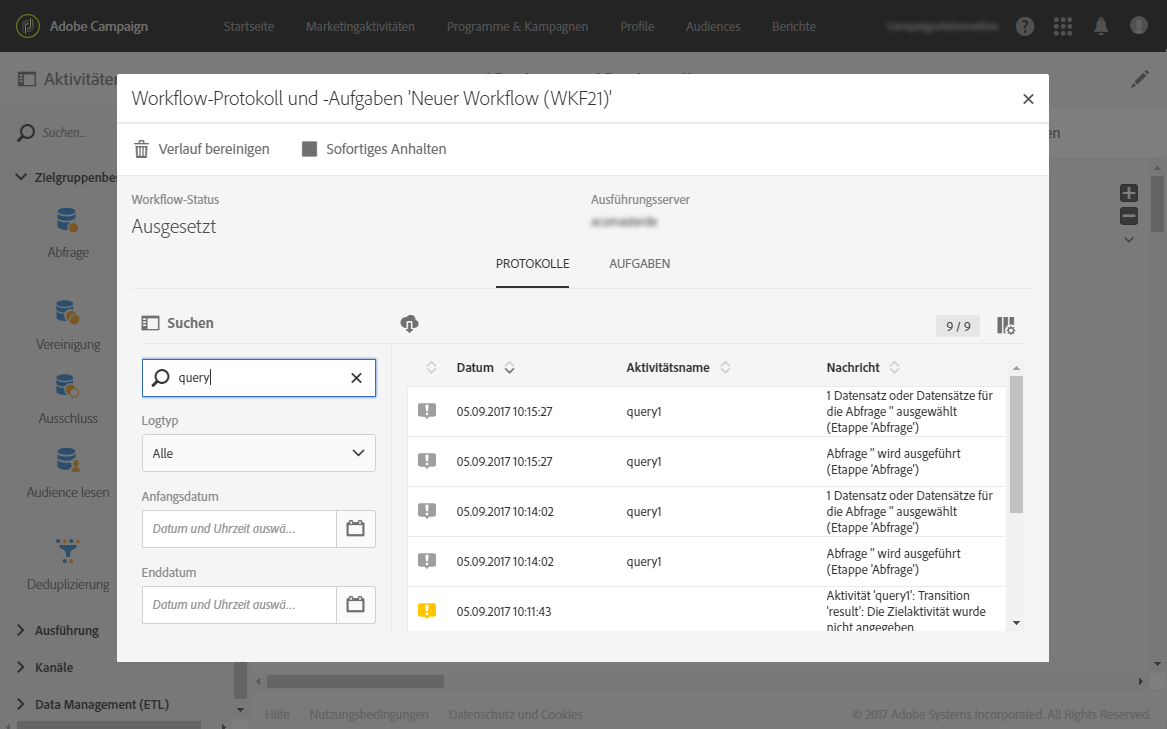 Adobe Campaign
Startseite
Marketingaktivitäten
Programme & Kampagnen
Profile
Audiences
Berichte
Aktivitäten
Workflow-Protokoll und -Aufgaben 'Neuer Workflow (WKF21)'
Suchen...
Verlauf bereinigen
Sofortiges Anhalten
en
Zielgruppenbes
Workflow-Status
Ausgesetzt
Ausführungsserver
Abfrage
Vereinigung
Ausschluss
Audience lesen
Deduplizierung
Ausführung
Kanäle
Data Management (ETL)
PROTOKOLLE
AUFGABEN
Suchen
9 / 9
query
Logtyp
Alle
Anfangsdatum
Datum und Uhrzeit auswä...
Enddatum
Datum und Uhrzeit auswä...
Datum
Aktivitätsname
Nachricht
05.09.2017 10:15:27
query1
1 Datensatz oder Datensätze für
die Abfrage '' ausgewählt
(Etappe 'Abfrage')
05.09.2017 10:15:27
query1
Abfrage '' wird ausgeführt
(Etappe 'Abfrage')
05.09.2017 10:14:02
query1
1 Datensatz oder Datensätze für
die Abfrage '' ausgewählt
(Etappe 'Abfrage')
05.09.2017 10:14:02
query1
Abfrage '' wird ausgeführt
(Etappe 'Abfrage')
05.09.2017 10:11:43
Aktivität 'query1': Transition
'result': Die Zielaktivität wurde
nicht angegeben.
Hilfe
Nutzungsbedingungen
Datenschutz und Cookies
© 2017 Adobe Systems Incorporated. All Rights Reserved.